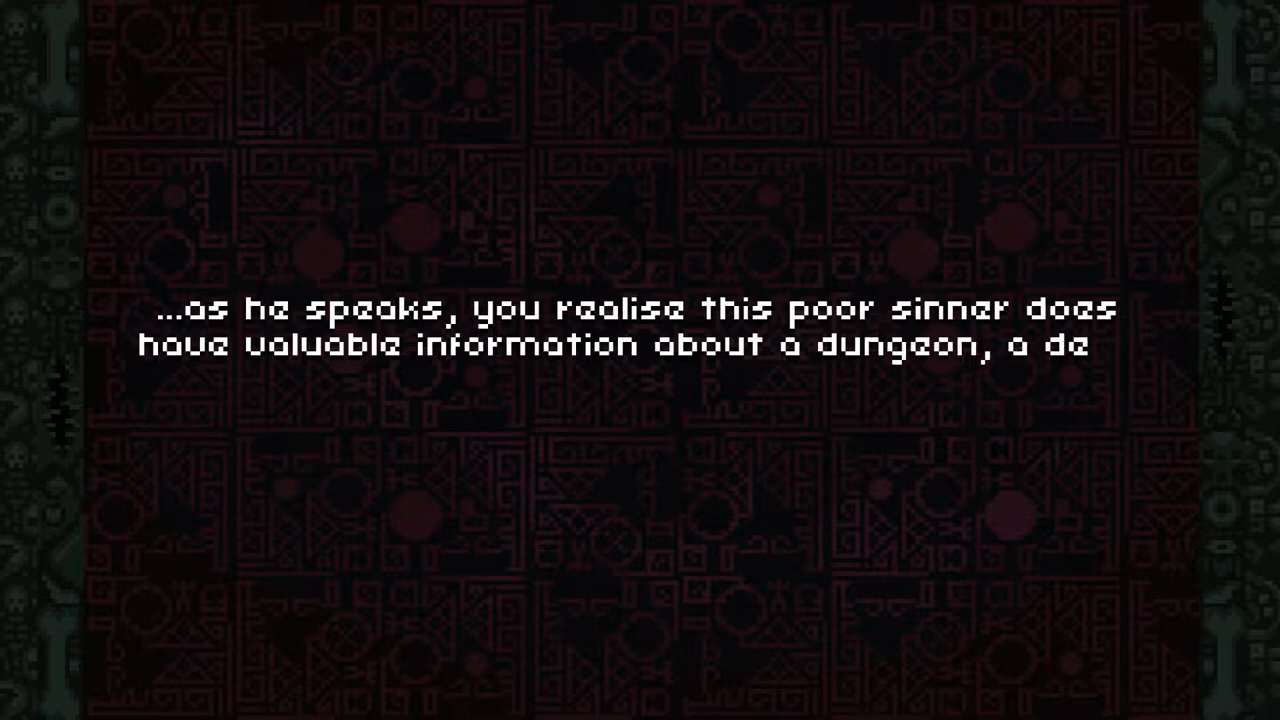 ...as he speaks, you realise this poor sinner does
have valuable information about a dungeon, a de